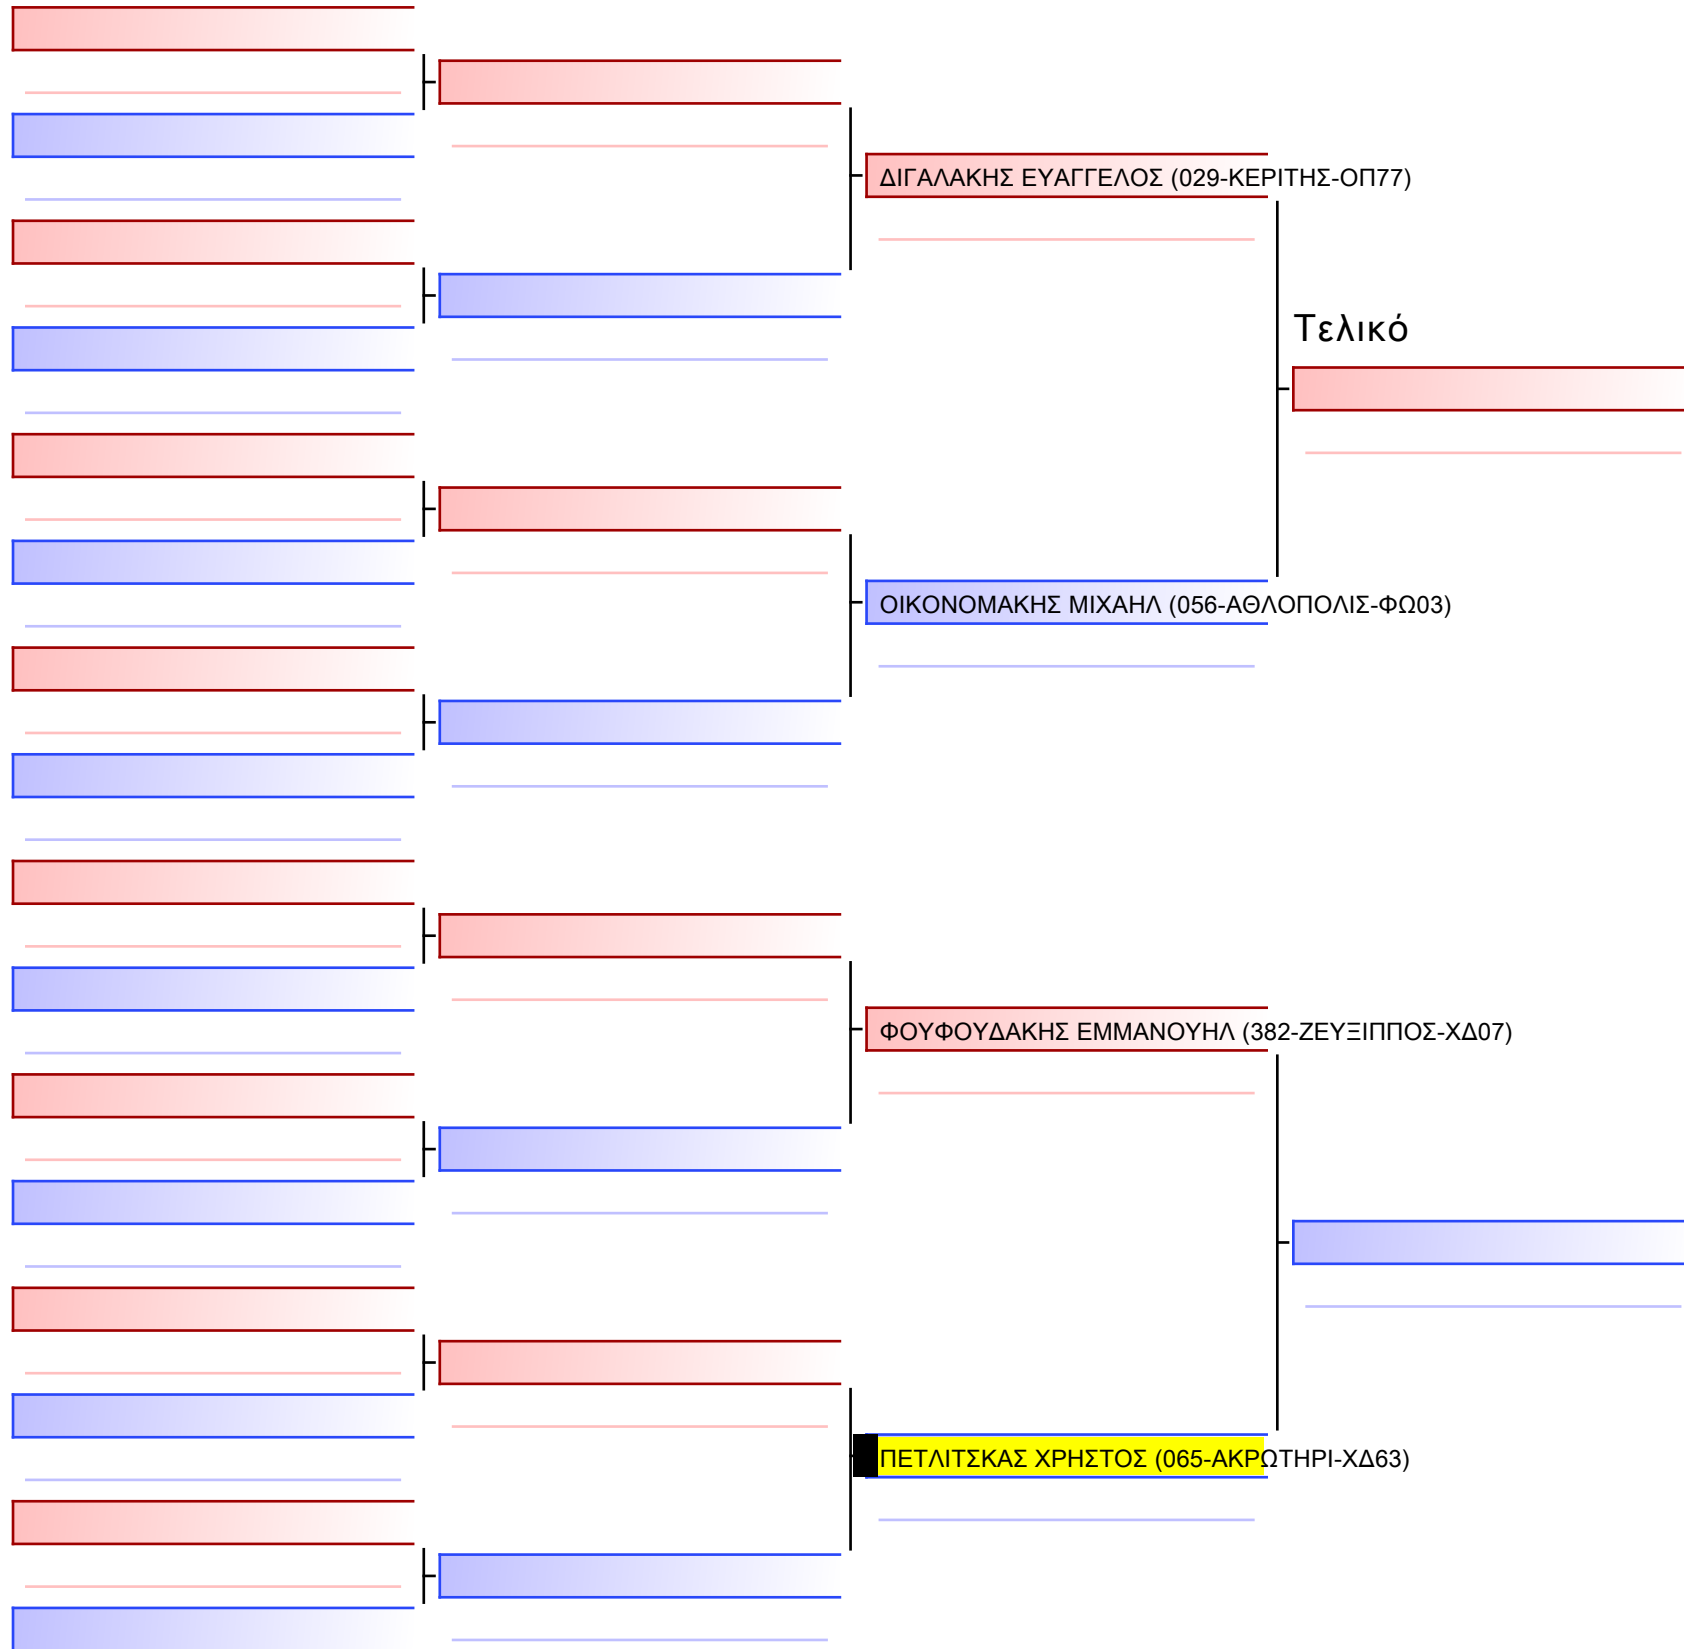 ΔΙΓΑΛΑΚΗΣ ΕΥΑΓΓΕΛΟΣ (029-ΚΕΡΙΤΗΣ-ΟΠ77)
Τελικό
ΟΙΚΟΝΟΜΑΚΗΣ ΜΙΧΑΗΛ (056-ΑΘΛΟΠΟΛΙΣ-ΦΩ03)
ΦΟΥΦΟΥΔΑΚΗΣ ΕΜΜΑΝΟΥΗΛ (382-ΖΕΥΞΙΠΠΟΣ-ΧΔ07)
ΠΕΤΛΙΤΣΚΑΣ ΧΡΗΣΤΟΣ (065-ΑΚΡΩΤΗΡΙ-ΧΔ63)